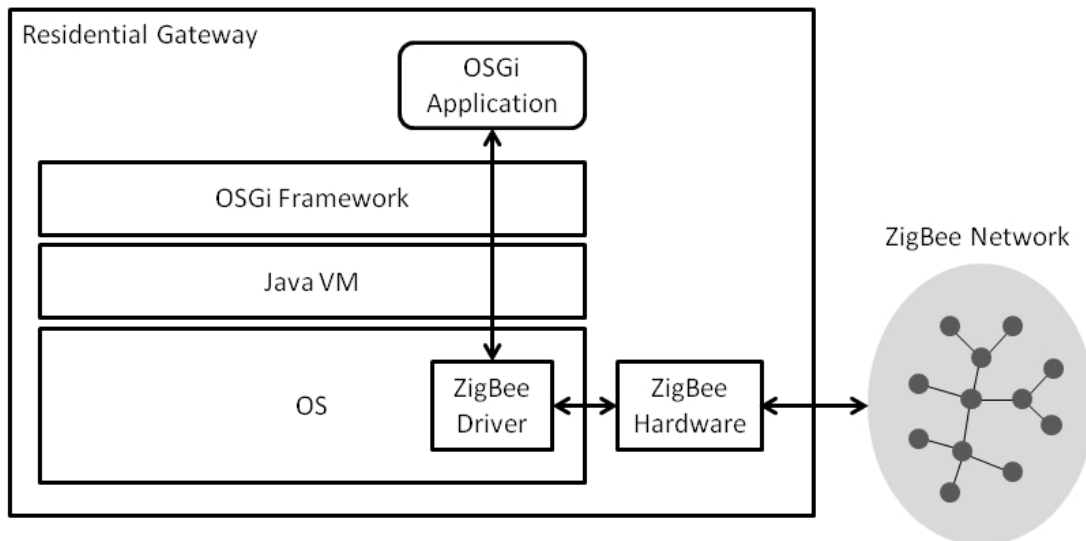 Residential Gateway
OSGi
Application
OSGi Framework
Java VM
OS
ZigBee
Driver
ZigBee
Hardware
ZigBee Network